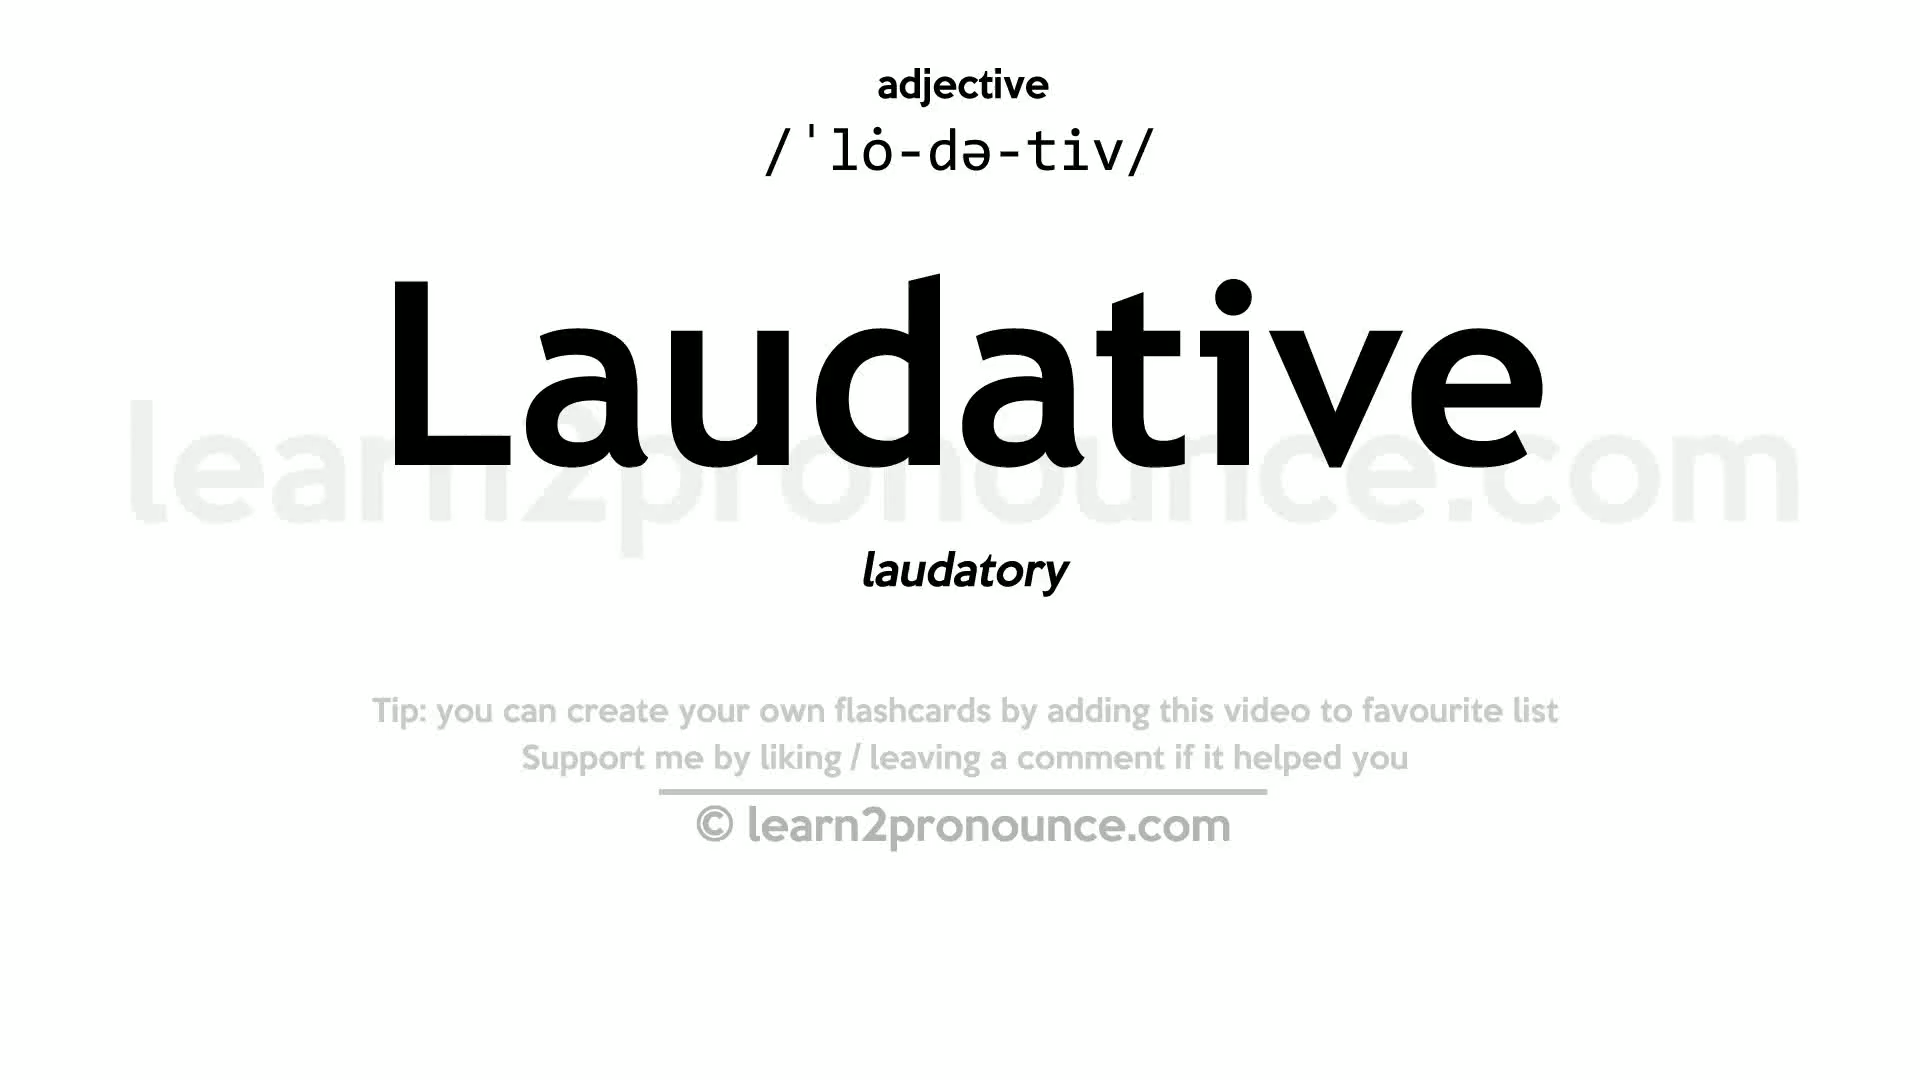 adjective
/ˈlȯ-də-tiv/
Laudative
learn2pronounce.com
laudatory
Tip: you can create your own flashcards by adding this video to favourite list
Support me by liking / leaving a comment if it helped you
© learn2pronounce.com